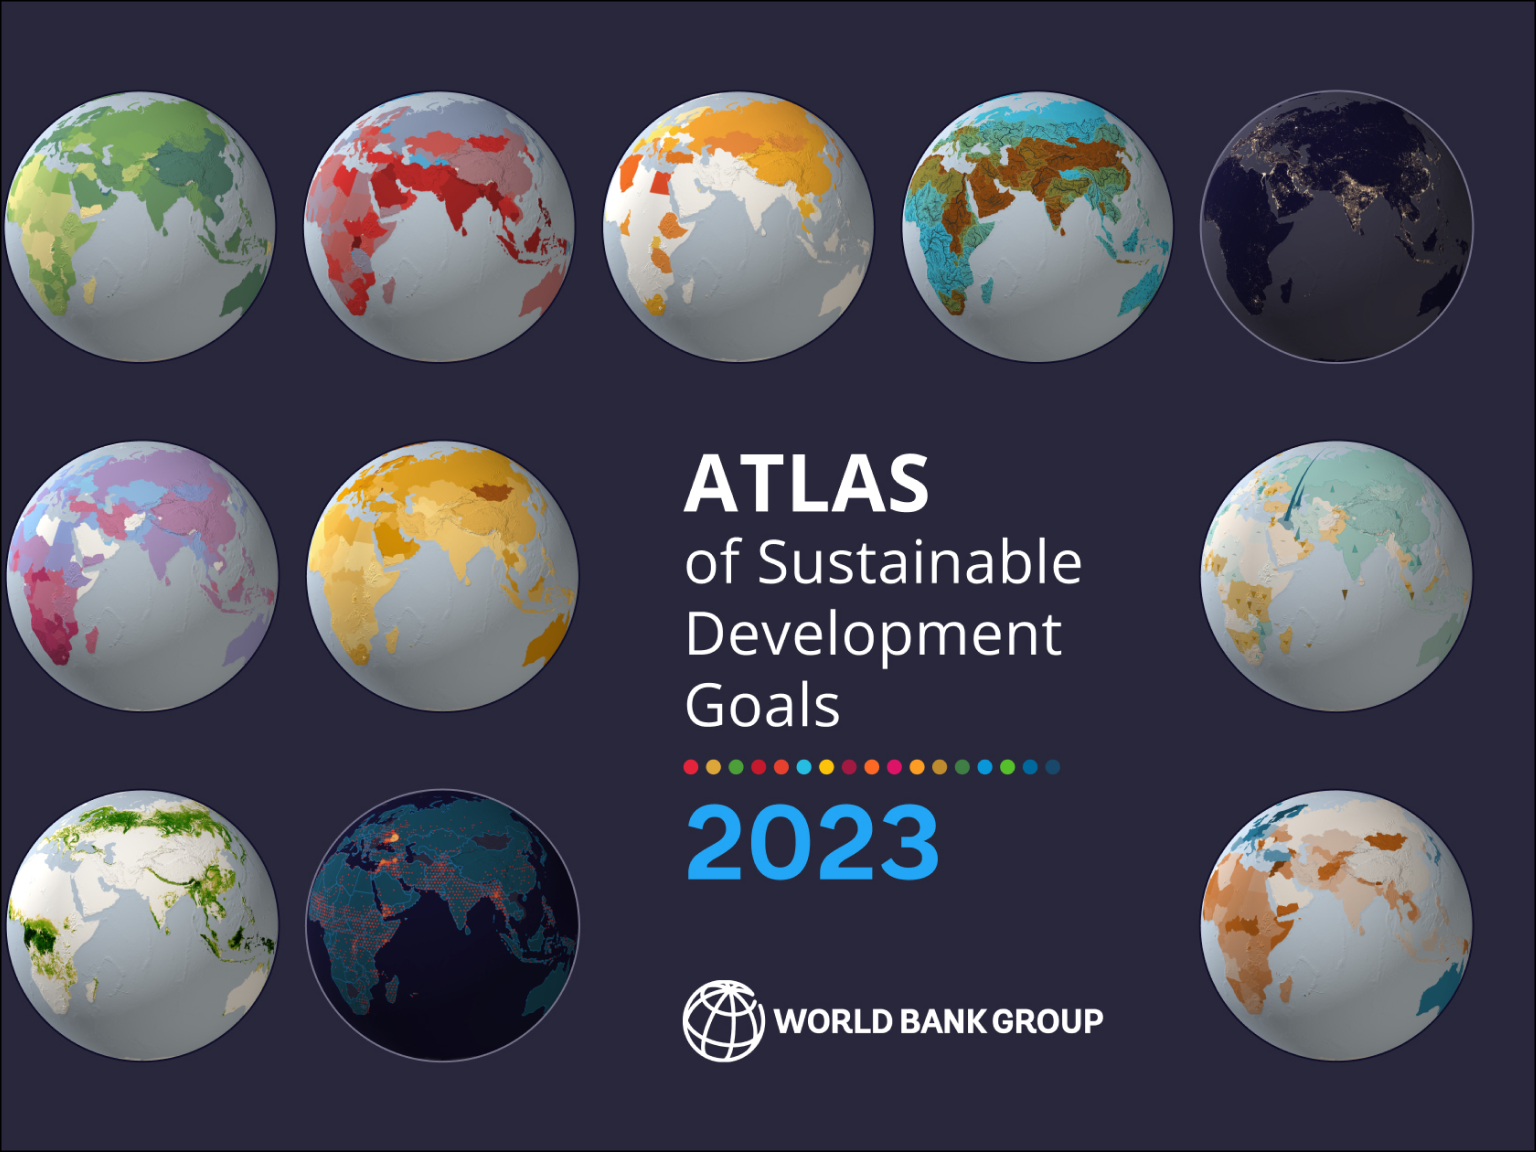 ATLAS
of Sustainable
Development
Goals
2023
WORLD BANK GROUP